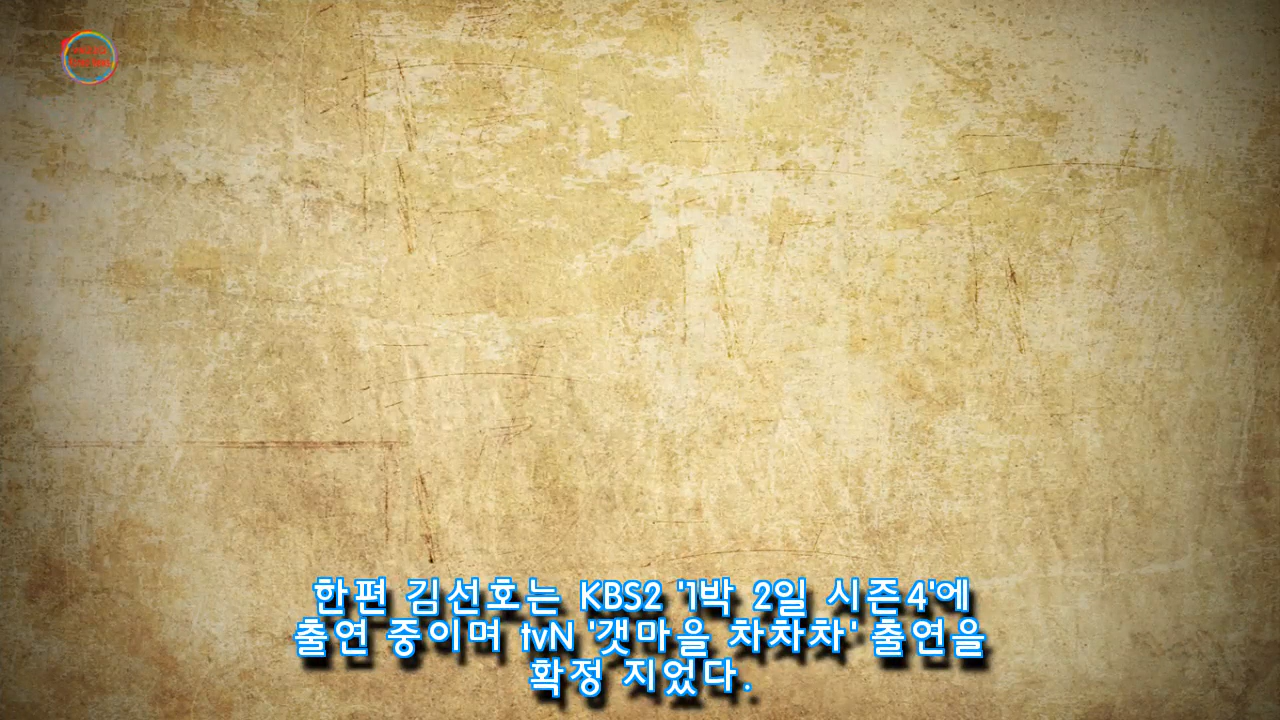 한편 김선호는 KBS2 '1박 2일 시즌4'에
출연 중이며 tvN '갯마을 차차차' 출연을
확정 지었다.